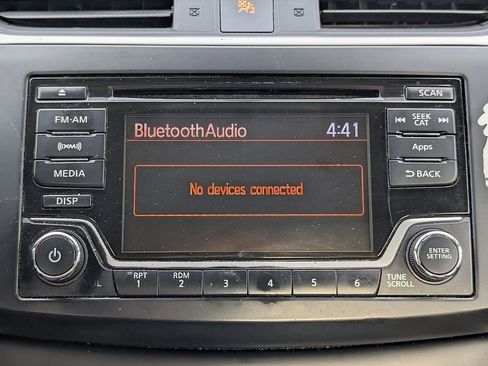 SCAN
FM·AM
SEEK
CAT
BluetoothAudio 4:41
((XM))
Apps
No devices connected
MEDIA
BACK
DISP
ENTER
SETTING
RPT
1
RDM
2
3
4
5
6
TUNE
SCROLL